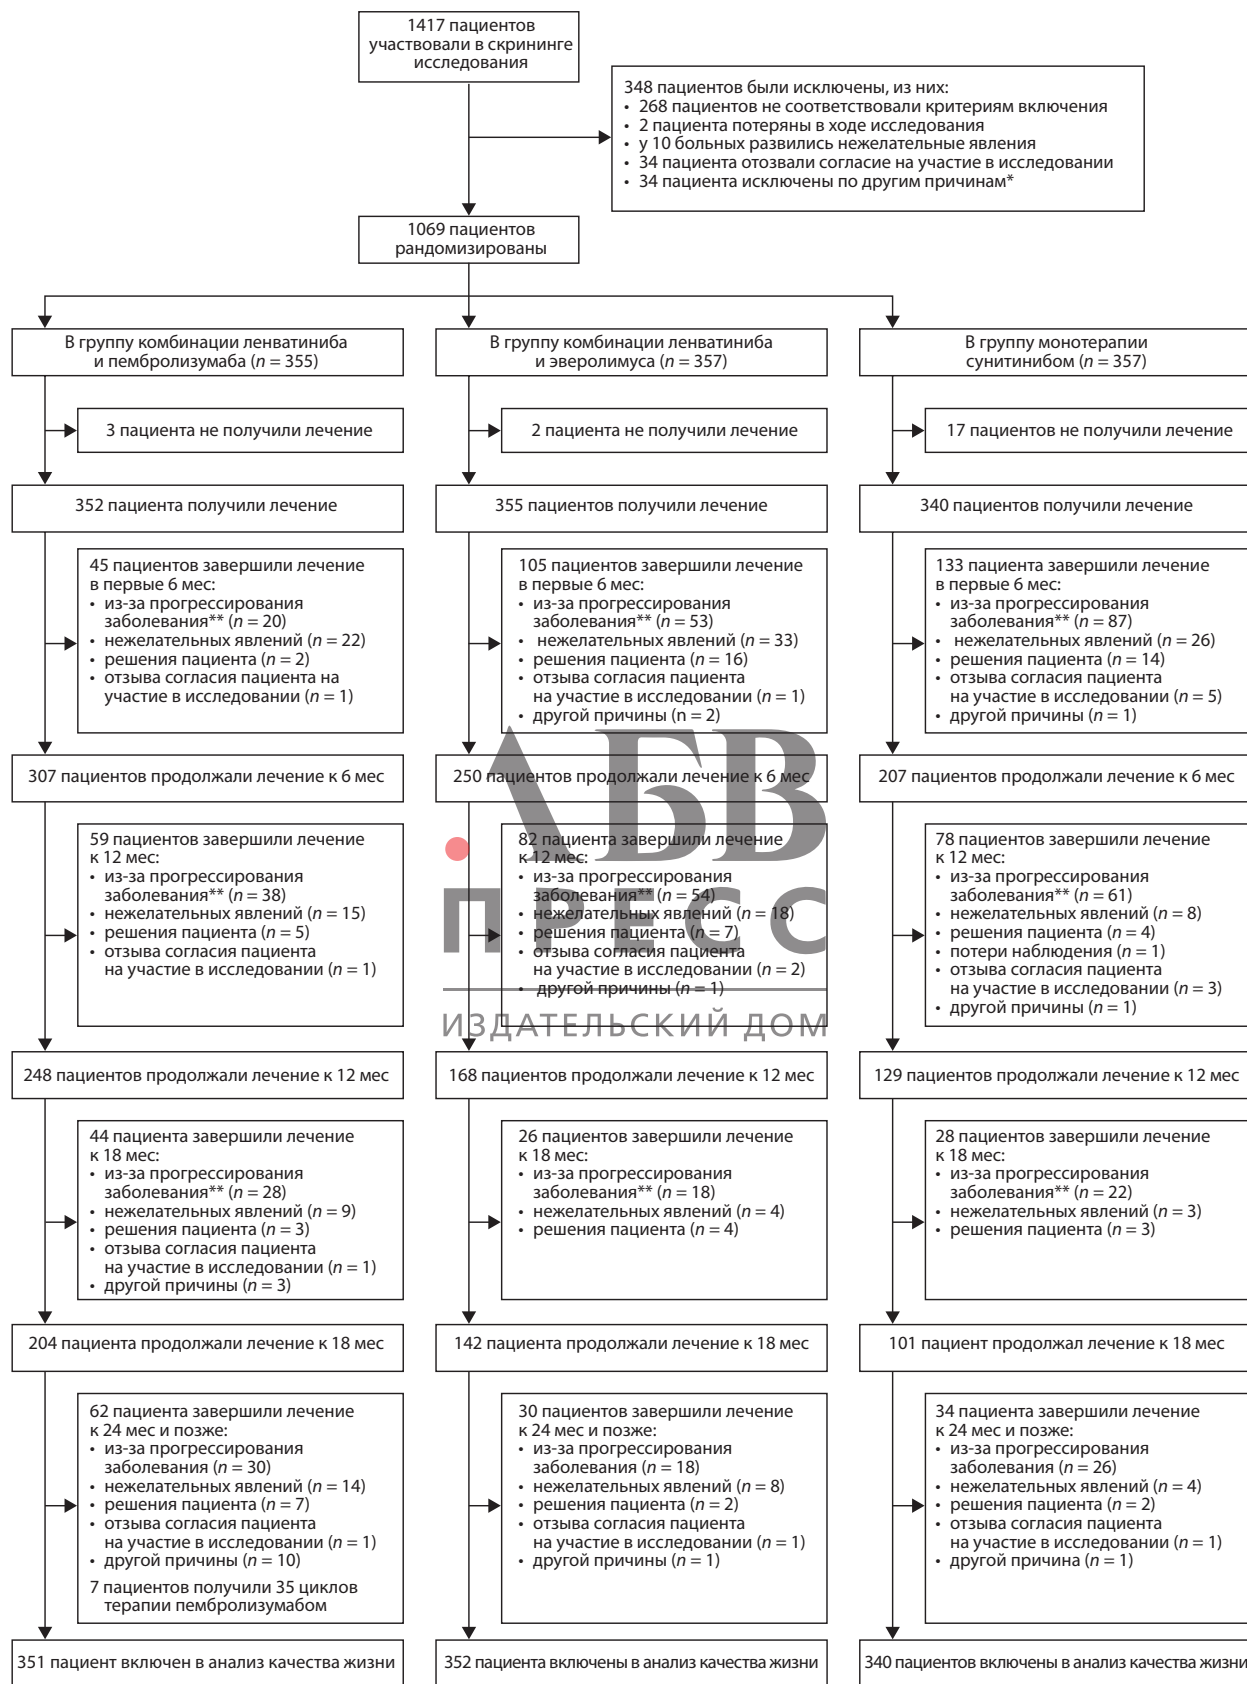 1417 пациентов
участвовали в скрининге
исследования
348 пациентов были исключены, из них:
• 268 пациентов не соответствовали критериям включения
• 2 пациента потеряны в ходе исследования
• у 10 больных развились нежелательные явления
• 34 пациента отозвали согласие на участие в исследовании
• 34 пациента исключены по другим причинам*
1069 пациентов
рандомизированы
В группу комбинации ленватиниба
и пембролизумаба (n = 355)
В группу комбинации ленватиниба
и эверолимуса (n = 357)
В группу монотерапии
сунитинибом (n = 357)
3 пациента не получили лечение
2 пациента не получили лечение
17 пациентов не получили лечение
352 пациента получили лечение
355 пациентов получили лечение
340 пациентов получили лечение
45 пациентов завершили лечение
в первые 6 мес:
• из-за прогрессирования
заболевания** (n = 20)
• нежелательных явлений (n = 22)
• решения пациента (n = 2)
• отзыва согласия пациента на
участие в исследовании (n = 1)
105 пациентов завершили лечение
в первые 6 мес:
• из-за прогрессирования
заболевания** (n = 53)
• нежелательных явлений (n = 33)
• решения пациента (n = 16)
• отзыва согласия пациента
на участие в исследовании (n = 1)
• другой причины (n = 2)
133 пациента завершили лечение
в первые 6 мес:
• из-за прогрессирования
заболевания** (n = 87)
• нежелательных явлений (n = 26)
• решения пациента (n = 14)
• отзыва согласия пациента
на участие в исследовании (n = 5)
• другой причины (n = 1)
307 пациентов продолжали лечение к 6 мес
250 пациентов продолжали лечение к 6 мес
207 пациентов продолжали лечение к 6 мес
59 пациентов завершили лечение
к 12 мес:
• из-за прогрессирования
заболевания** (n = 38)
• нежелательных явлений (n = 15)
• решения пациента (n = 5)
• отзыва согласия пациента
на участие в исследовании (n = 1)
82 пациента завершили лечение
к 12 мес:
• из-за прогрессирования
заболевания** (n = 54)
• нежелательных явлений (n = 18)
• решения пациента (n = 7)
• отзыва согласия пациента
на участие в исследовании (n = 2)
• другой причины (n = 1)
78 пациентов завершили лечение
к 12 мес:
• из-за прогрессирования
заболевания** (n = 61)
• нежелательных явлений (n = 8)
• решения пациента (n = 4)
• потери наблюдения (n = 1)
• отзыва согласия пациента
на участие в исследовании (n = 3)
• другой причины (n = 1)
АБВ
ПРЕСС
ИЗДАТЕЛЬСКИЙ ДОМ
248 пациентов продолжали лечение к 12 мес
168 пациентов продолжали лечение к 12 мес
129 пациентов продолжали лечение к 12 мес
44 пациента завершили лечение
к 18 мес:
• из-за прогрессирования
заболевания** (n = 28)
• нежелательных явлений (n = 9)
• решения пациента (n = 3)
• отзыва согласия пациента
на участие в исследовании (n = 1)
• другой причины (n = 3)
26 пациентов завершили лечение
к 18 мес:
• из-за прогрессирования
заболевания** (n = 18)
• нежелательных явлений (n = 4)
• решения пациента (n = 4)
28 пациентов завершили лечение
к 18 мес:
• из-за прогрессирования
заболевания** (n = 22)
• нежелательных явлений (n = 3)
• решения пациента (n = 3)
204 пациента продолжали лечение к 18 мес
142 пациента продолжали лечение к 18 мес
101 пациент продолжал лечение к 18 мес
62 пациента завершили лечение
к 24 мес и позже:
• из-за прогрессирования
заболевания (n = 30)
• нежелательных явлений (n = 14)
• решения пациента (n = 7)
• отзыва согласия пациента
на участие в исследовании (n = 1)
• другой причины (n = 10)
7 пациентов получили 35 циклов
терапии пембролизумабом
30 пациентов завершили лечение
к 24 мес и позже:
• из-за прогрессирования
заболевания (n = 18)
• нежелательных явлений (n = 8)
• решения пациента (n = 2)
• отзыва согласия пациента
на участие в исследовании (n = 1)
• другой причины (n = 1)
34 пациента завершили лечение
к 24 мес и позже:
• из-за прогрессирования
заболевания (n = 26)
• нежелательных явлений (n = 4)
• решения пациента (n = 2)
• отзыва согласия пациента
на участие в исследовании (n = 1)
• другой причина (n = 1)
351 пациент включен в анализ качества жизни
352 пациента включены в анализ качества жизни
340 пациентов включены в анализ качества жизни